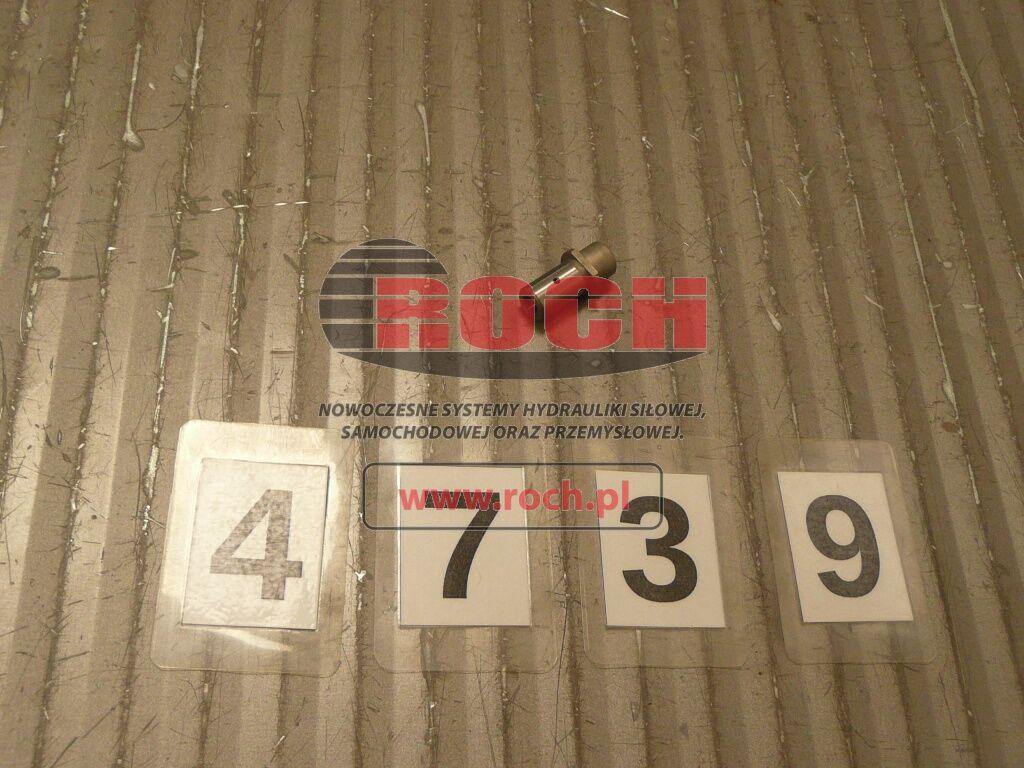 ROCH
NOWOCZESNE SYSTEMY HYDRAULIKI SIŁOWEJ,
SAMOCHODOWEJ ORAZ PRZEMYSŁOWEJ.
www.roch.pl
4 7 3 9